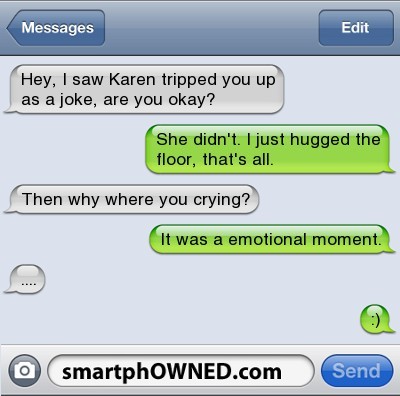 Messages
Edit
Hey, I saw Karen tripped you up
as a joke, are you okay?
She didn't. I just hugged the
floor, that's all.
Then why where you crying?
It was a emotional moment.
....
:)
smartphOWNED.com
Send